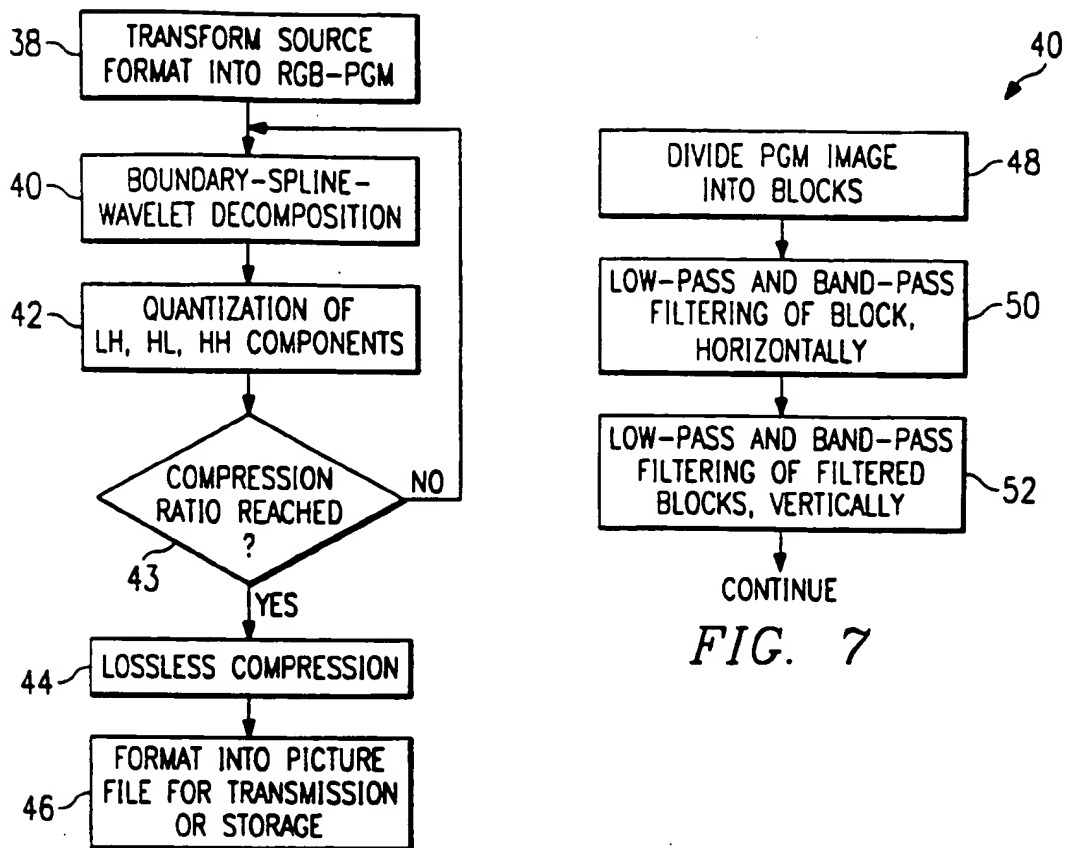 38
TRANSFORM SOURCE
FORMAT INTO RGB-PGM
40
BOUNDARY-SPLINE-
WAVELET DECOMPOSITION
42
QUANTIZATION OF
LH, HL, HH COMPONENTS
COMPRESSION
RATIO REACHED
?
NO
43
YES
44
LOSSLESS COMPRESSION
46
FORMAT INTO PICTURE
FILE FOR TRANSMISSION
OR STORAGE
40
DIVIDE PGM IMAGE
INTO BLOCKS
48
LOW-PASS AND BAND-PASS
FILTERING OF BLOCK,
HORIZONTALLY
50
LOW-PASS AND BAND-PASS
FILTERING OF FILTERED
BLOCKS, VERTICALLY
52
CONTINUE
FIG. 7